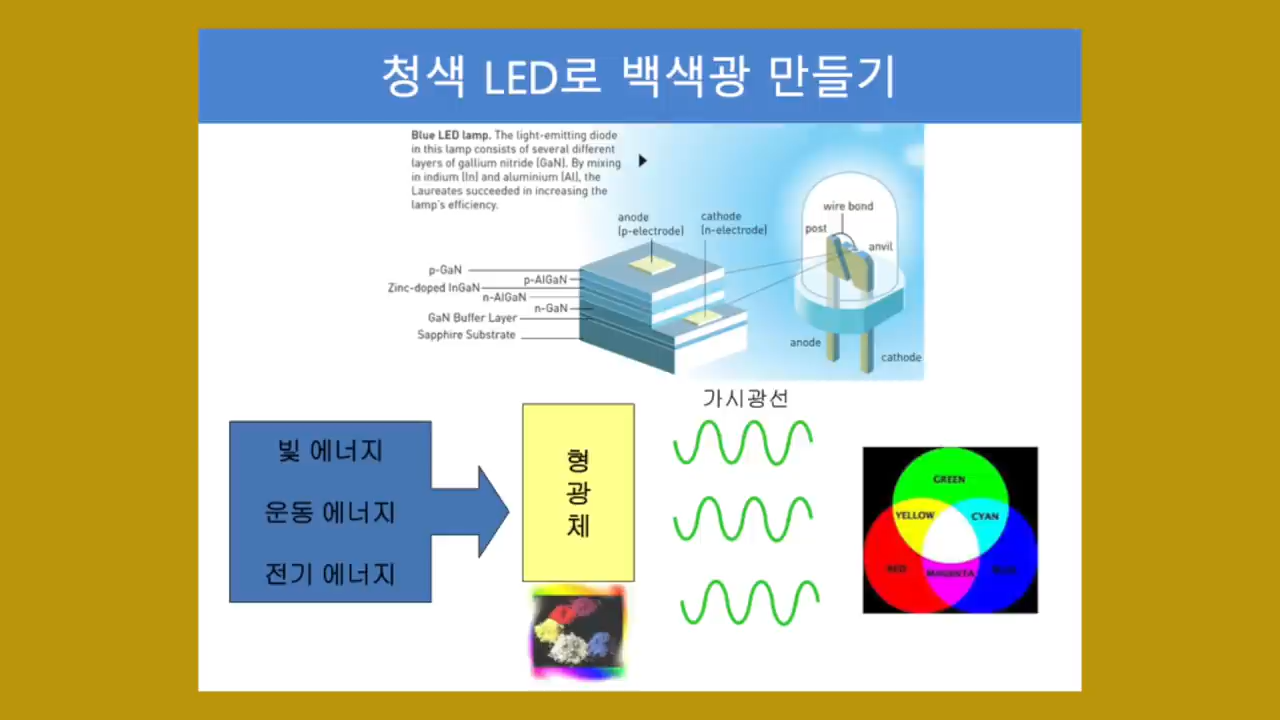 청색 LED로 백색광 만들기
Blue LED lamp. The light-emitting diode
in this lamp consists of several different
layers of gallium nitride (GaN). By mixing
in indium (In) and aluminium (Al), the
Laureates succeeded in increasing the
lamp's efficiency.
anode
(p-electrode)
cathode
(n-electrode)
wire bond
post
anvil
p-GaN
p-AlGaN
Zinc-doped InGaN
n-AlGaN
n-GaN
GaN Buffer Layer
Sapphire Substrate
anode
cathode
빛 에너지
운동 에너지
전기 에너지
형
광
체
가시광선
GREEN
YELLOW
CYAN
RED
MAGENTA
BLUE